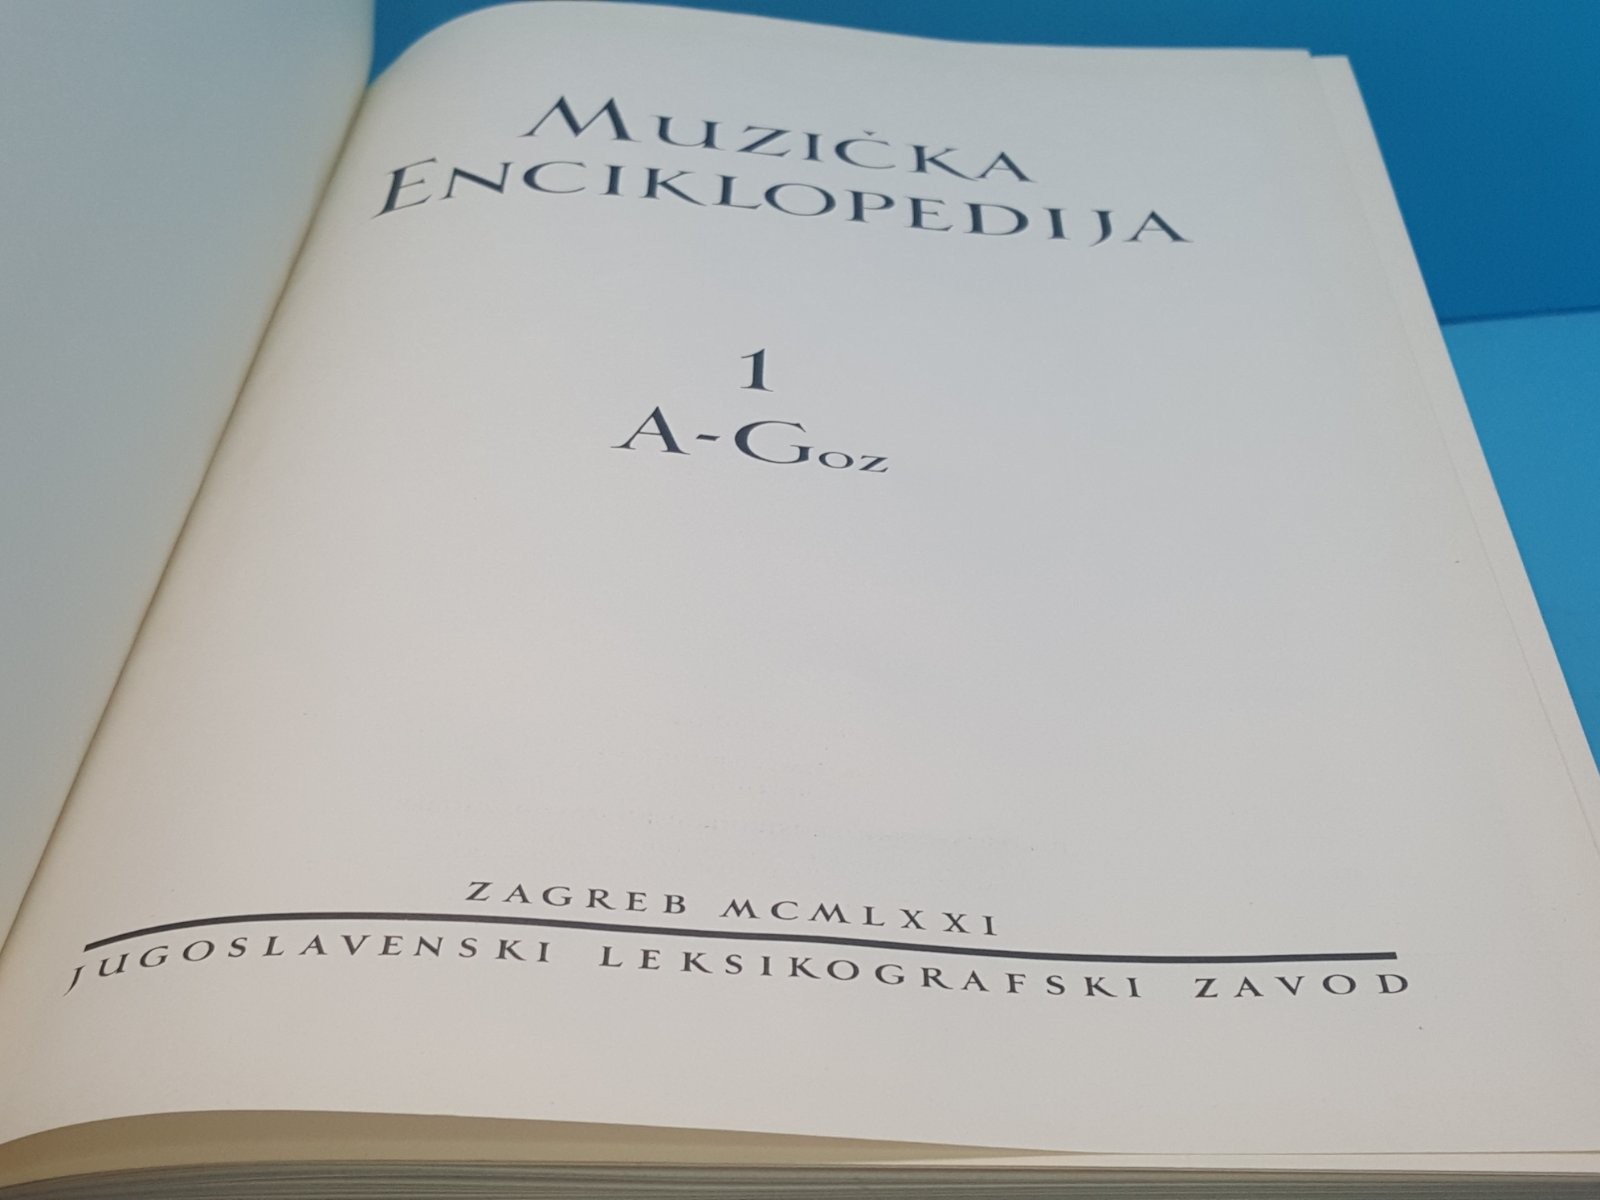 MUZIČKA
ENCIKLOPEDIJA
1
A-GOZ
ZAGREB MCMLXXI
JUGOSLAVENSKI LEKSIKOGRAFSKI ZAVOD